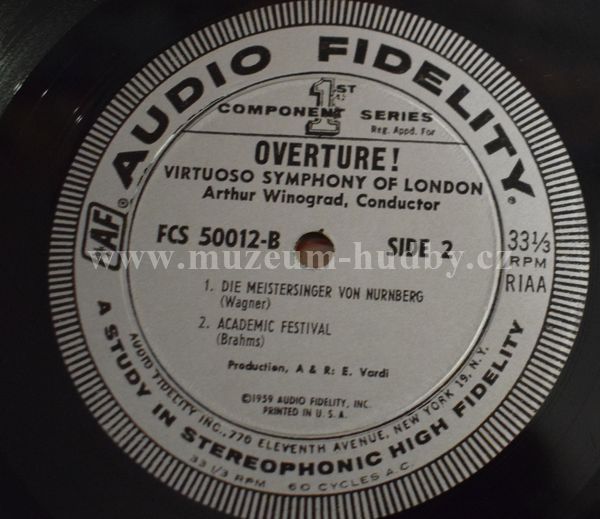 AUDIO FIDELITY®
1ST
COMPONENT SERIES
Reg. Appd. For
OVERTURE!
VIRTUOSO SYMPHONY OF LONDON
Arthur Winograd, Conductor
FCS 50012-B
SIDE 2
33 1/3
RPM
RIAA
AF
www.muzeum-hudby.cz
1. DIE MEISTERSINGER VON NURNBERG
(Wagner)
2. ACADEMIC FESTIVAL
(Brahms)
Production, A & R: E. Vardi
©1959 AUDIO FIDELITY, INC.
PRINTED IN U. S. A.
AUDIO FIDELITY INC., 770 ELEVENTH AVENUE, NEW YORK 19, N. Y.
A STUDY IN STEREOPHONIC HIGH FIDELITY
33 1/3 RPM 60 CYCLES A.C.